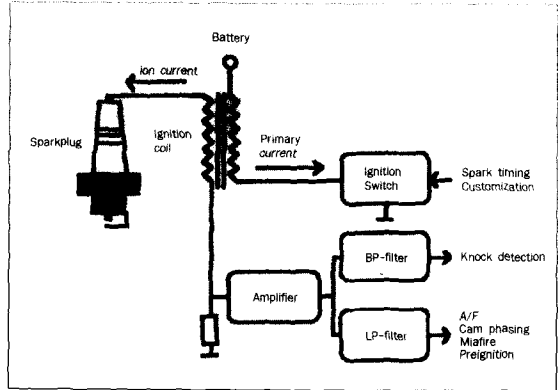 Battery
ion current
Sparkplug
Ignition
coil
Primary
current
Ignition
Switch
Spark timing
Customization
BP-filter
Knock detection
Amplifier
LP-filter
A/F
Cam phasing
Miafire
Preignition